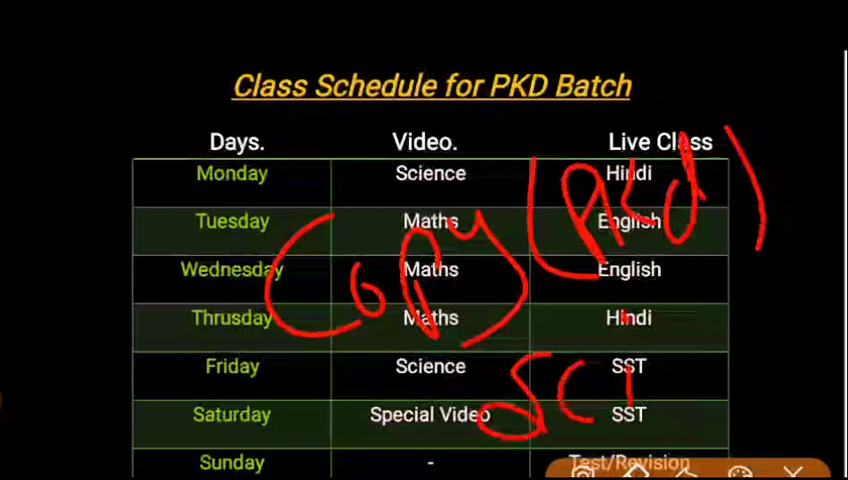 Class Schedule for PKD Batch
Days. Video. Live Class
Monday Science Hindi
Tuesday Maths English
Wednesday Maths English
Thrusday Maths Hindi
Friday Science SST
Saturday Special Video SST
Sunday - Test/Revision
Copy (PKd)
SCI